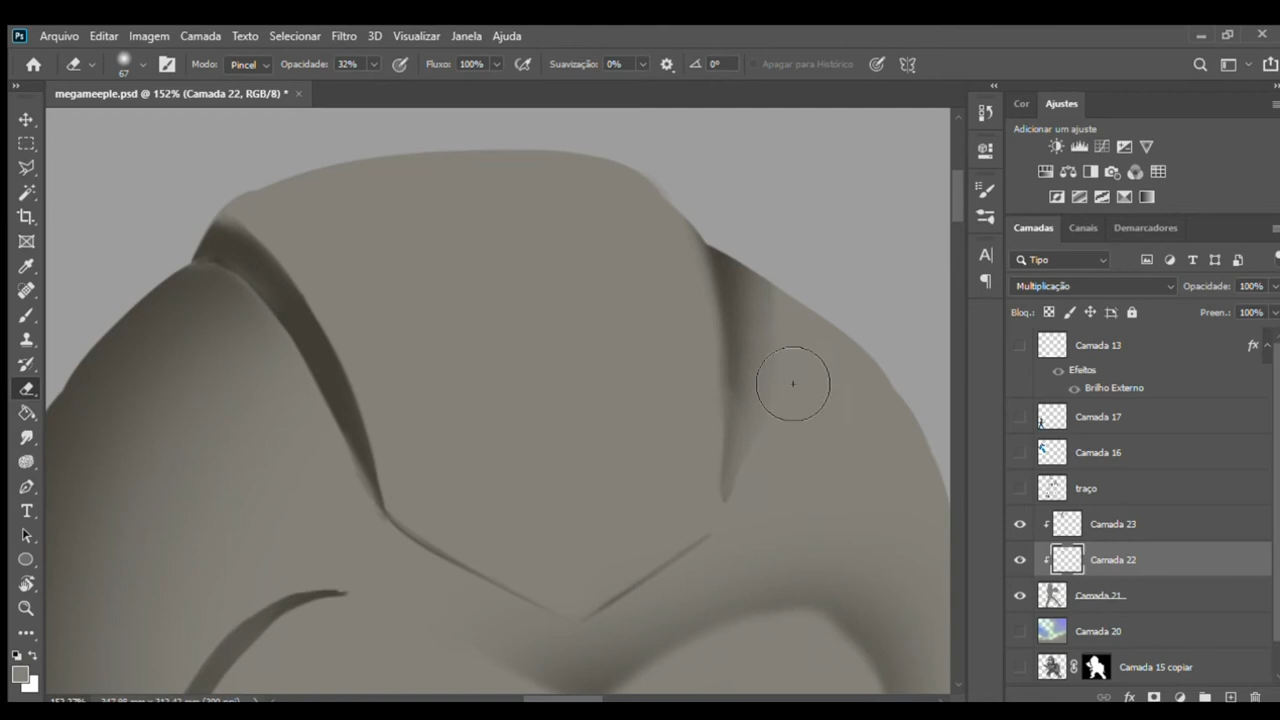 Ps Arquivo Editar Imagem Camada Texto Selecionar Filtro 3D Visualizar Janela Ajuda
67 Modo: Pincel Opacidade: 32% Fluxo: 100% Suavização: 0% 0° Apagar para Histórico
megameeple.psd @ 152% (Camada 22, RGB/8) *
Cor Ajustes
Adicionar um ajuste
Camadas Canais Demarcadores
Tipo
Multiplicação Opacidade: 100%
Bloq.: Preen.: 100%
Camada 13 fx
Efeitos
Brilho Externo
Camada 17
Camada 16
traço
Camada 23
Camada 22
Camada 21
Camada 20
Camada 15 copiar
fx